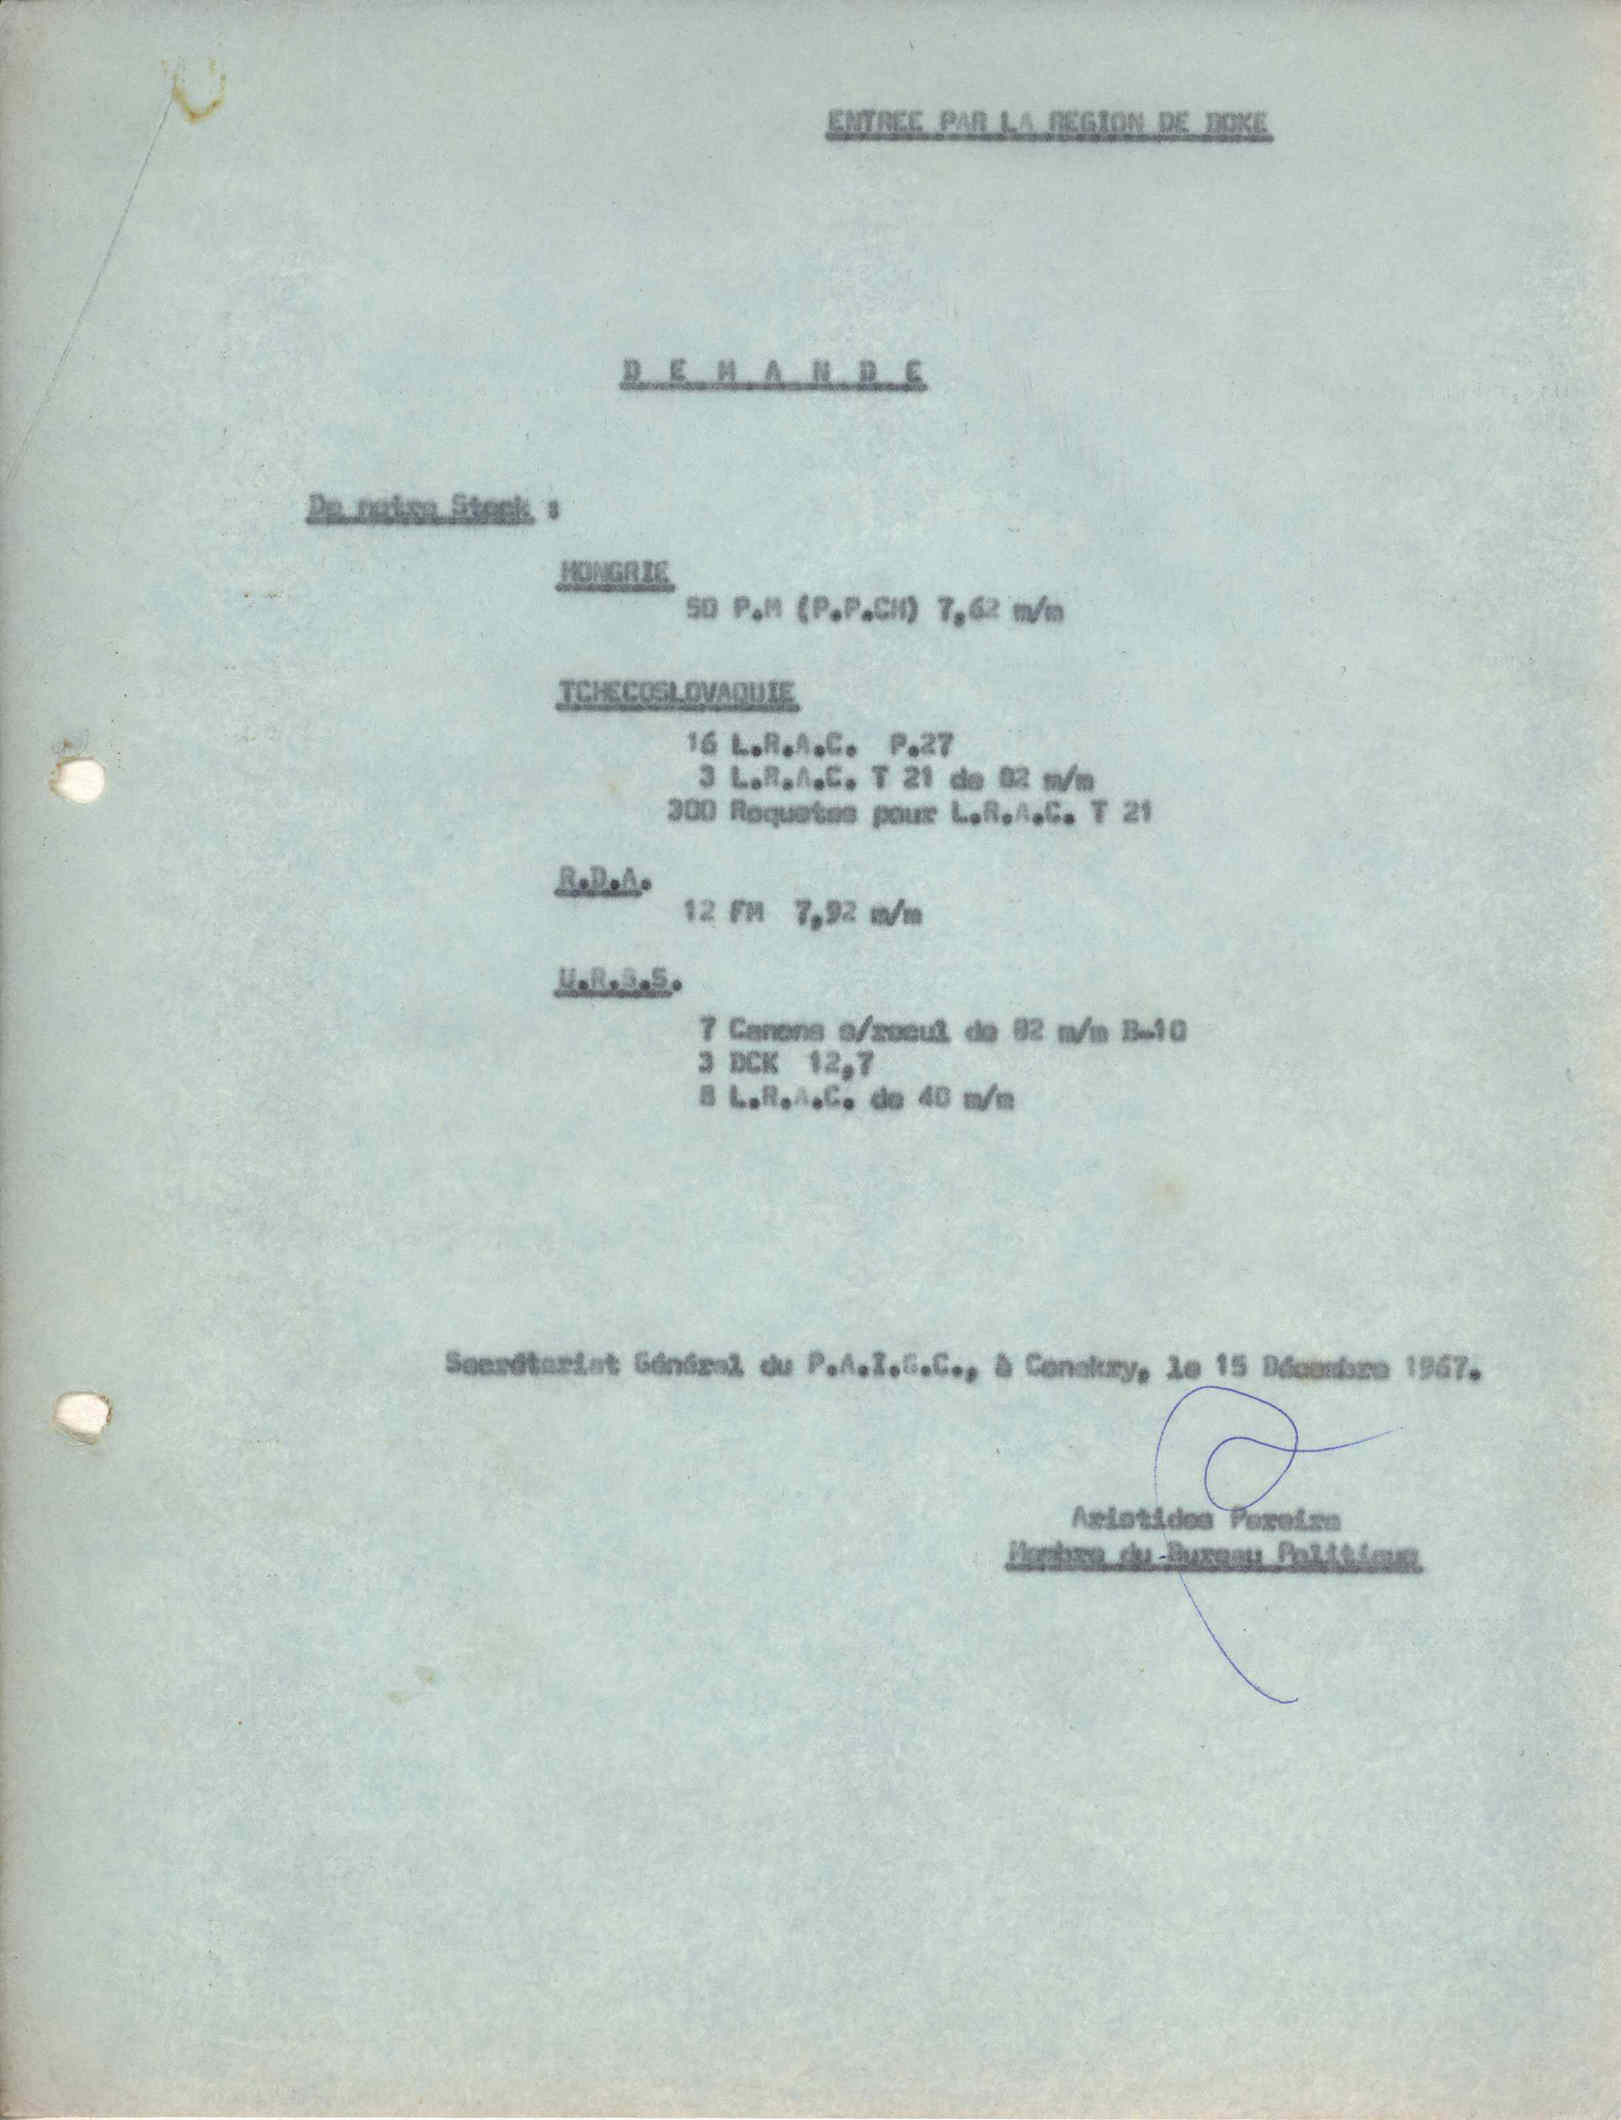 ENTREE PAR LA REGION DE BOKE
D E M A N D E
De notre Stock :
HONGRIE
50 P.M (P.P.CH) 7,62 m/m
TCHECOSLOVAQUIE
16 L.R.A.C. P.27
3 L.R.A.C. T 21 de 82 m/m
300 Roquetes pour L.R.A.C. T 21
R.D.A.
12 FM 7,92 m/m
U.R.S.S.
7 Canons s/recul de 82 m/m B-10
3 DCK 12,7
8 L.R.A.C. de 40 m/m
Secrétariat Général du P.A.I.G.C., à Conakry, le 15 Décembre 1967.
Aristides Pereira
Membre du Bureau Politique